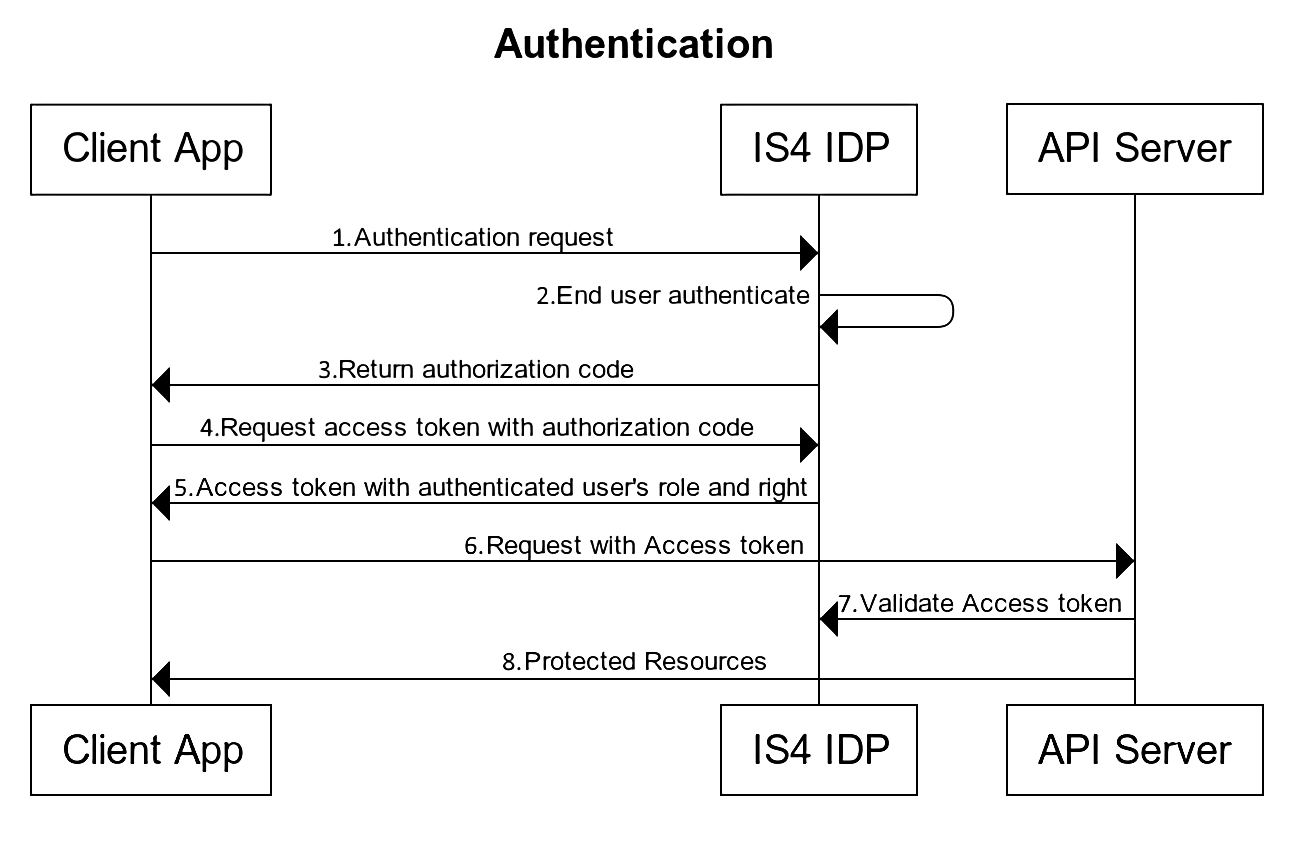 Authentication
Client App
IS4 IDP
API Server
1.Authentication request
2.End user authenticate
3.Return authorization code
4.Request access token with authorization code
5.Access token with authenticated user's role and right
6.Request with Access token
7.Validate Access token
8.Protected Resources
Client App
IS4 IDP
API Server